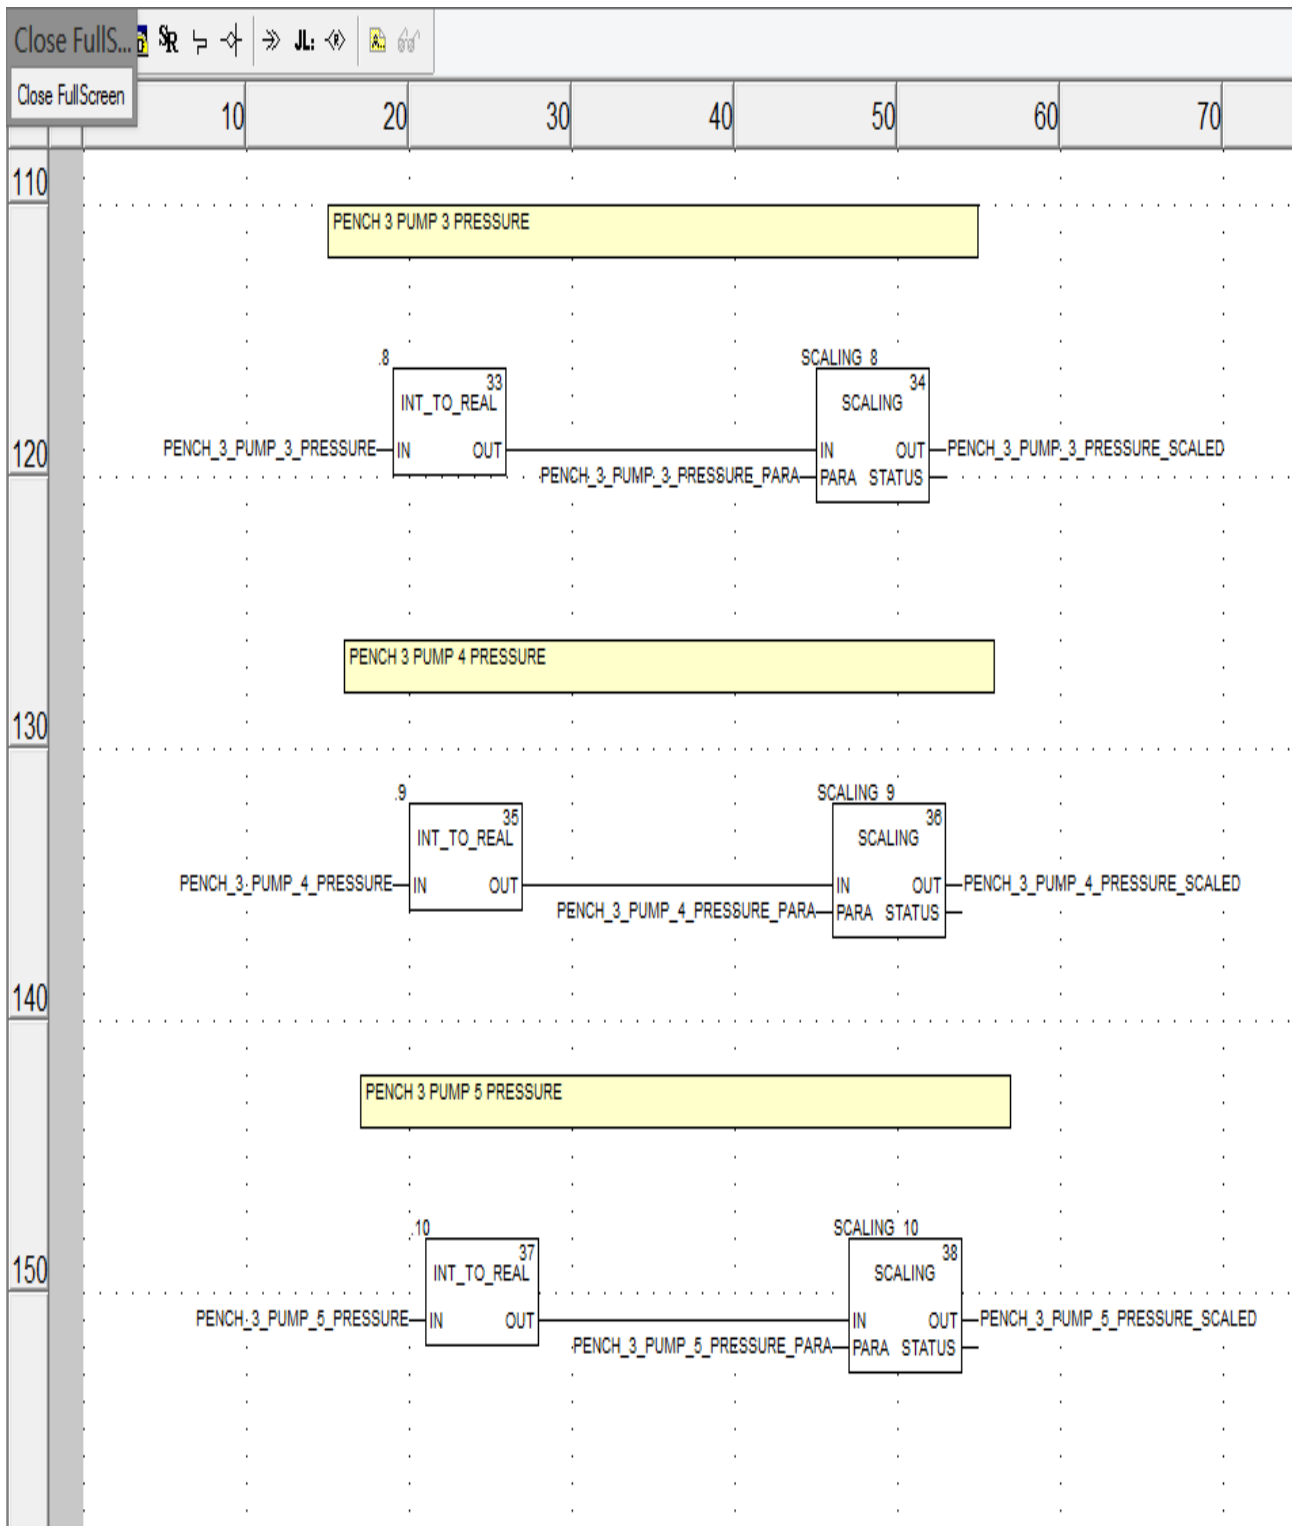 Close FullS...
SR
JL:
(R)
A..
Close FullScreen
10 20 30 40 50 60 70
110
PENCH 3 PUMP 3 PRESSURE
.8
SCALING_8
33
34
INT_TO_REAL
SCALING
120
PENCH_3_PUMP_3_PRESSURE
IN OUT
IN OUT
PENCH_3_PUMP_3_PRESSURE_SCALED
PENCH_3_PUMP_3_PRESSURE_PARA
PARA STATUS
PENCH 3 PUMP 4 PRESSURE
130
.9
SCALING_9
35
36
INT_TO_REAL
SCALING
PENCH_3_PUMP_4_PRESSURE
IN OUT
IN OUT
PENCH_3_PUMP_4_PRESSURE_SCALED
PENCH_3_PUMP_4_PRESSURE_PARA
PARA STATUS
140
PENCH 3 PUMP 5 PRESSURE
.10
SCALING_10
37
38
150
INT_TO_REAL
SCALING
PENCH_3_PUMP_5_PRESSURE
IN OUT
IN OUT
PENCH_3_PUMP_5_PRESSURE_SCALED
PENCH_3_PUMP_5_PRESSURE_PARA
PARA STATUS